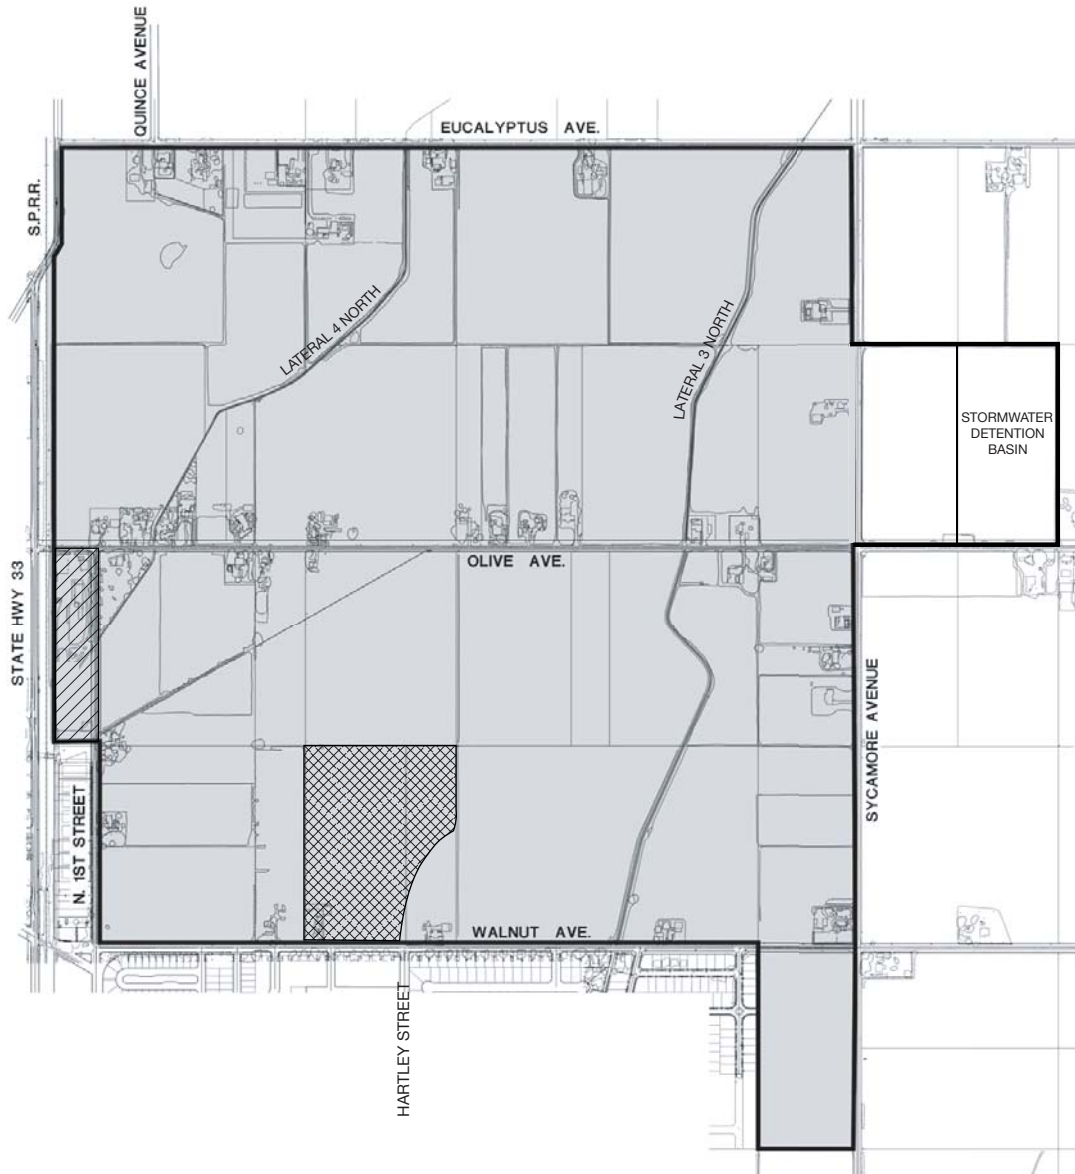 QUINCE AVENUE
EUCALYPTUS AVE.
S.P.R.R.
LATERAL 4 NORTH
LATERAL 3 NORTH
STORMWATER
DETENTION
BASIN
OLIVE AVE.
STATE HWY 33
SYCAMORE AVENUE
N. 1ST STREET
WALNUT AVE.
HARTLEY STREET